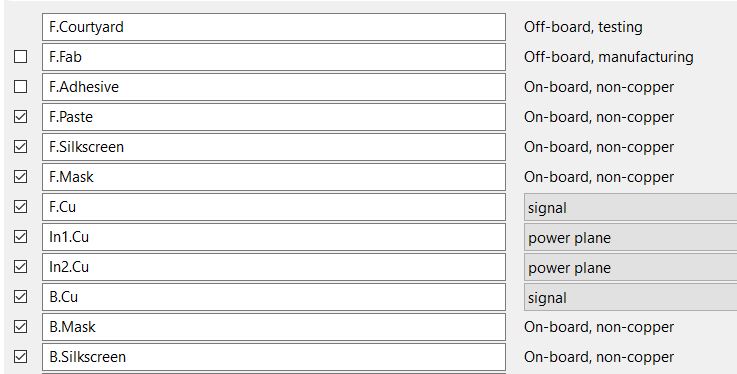 F.Courtyard Off-board, testing
F.Fab Off-board, manufacturing
F.Adhesive On-board, non-copper
F.Paste On-board, non-copper
F.Silkscreen On-board, non-copper
F.Mask On-board, non-copper
F.Cu signal
In1.Cu power plane
In2.Cu power plane
B.Cu signal
B.Mask On-board, non-copper
B.Silkscreen On-board, non-copper